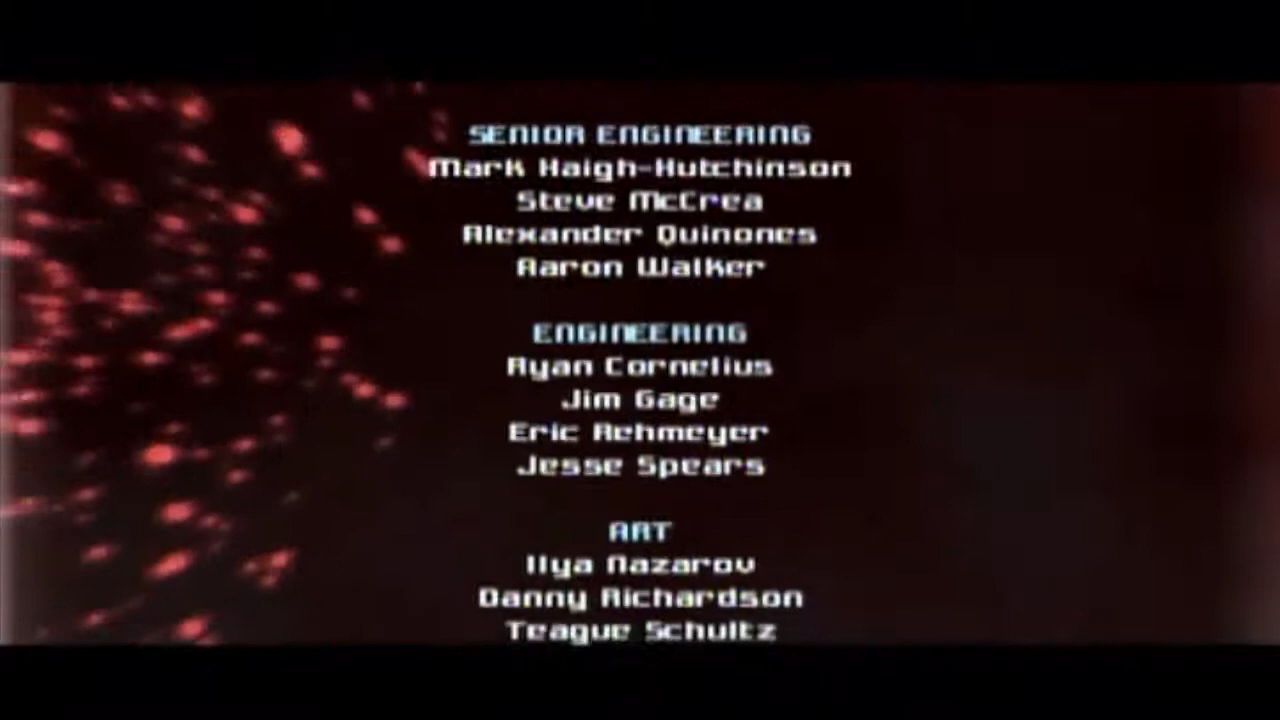 SENIOR ENGINEERING
Mark Haigh-Hutchinson
Steve McCrea
Alexander Quinones
Aaron Walker
ENGINEERING
Ryan Cornelius
Jim Gage
Eric Rehmeyer
Jesse Spears
ART
Ilya Nazarov
Danny Richardson
Teague Schultz